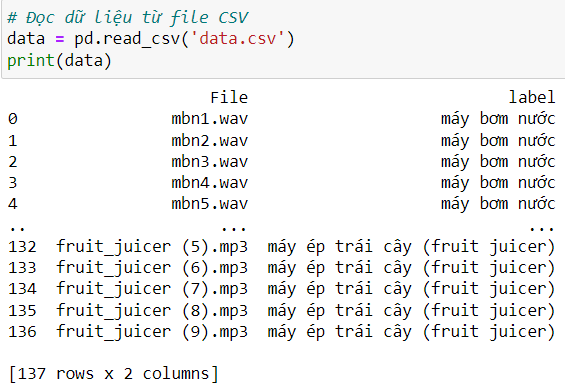 # Đọc dữ liệu từ file CSV
data = pd.read_csv('data.csv')
print(data)
File label
0 mbn1.wav máy bơm nước
1 mbn2.wav máy bơm nước
2 mbn3.wav máy bơm nước
3 mbn4.wav máy bơm nước
4 mbn5.wav máy bơm nước
.. ... ...
132 fruit_juicer (5).mp3 máy ép trái cây (fruit juicer)
133 fruit_juicer (6).mp3 máy ép trái cây (fruit juicer)
134 fruit_juicer (7).mp3 máy ép trái cây (fruit juicer)
135 fruit_juicer (8).mp3 máy ép trái cây (fruit juicer)
136 fruit_juicer (9).mp3 máy ép trái cây (fruit juicer)
[137 rows x 2 columns]